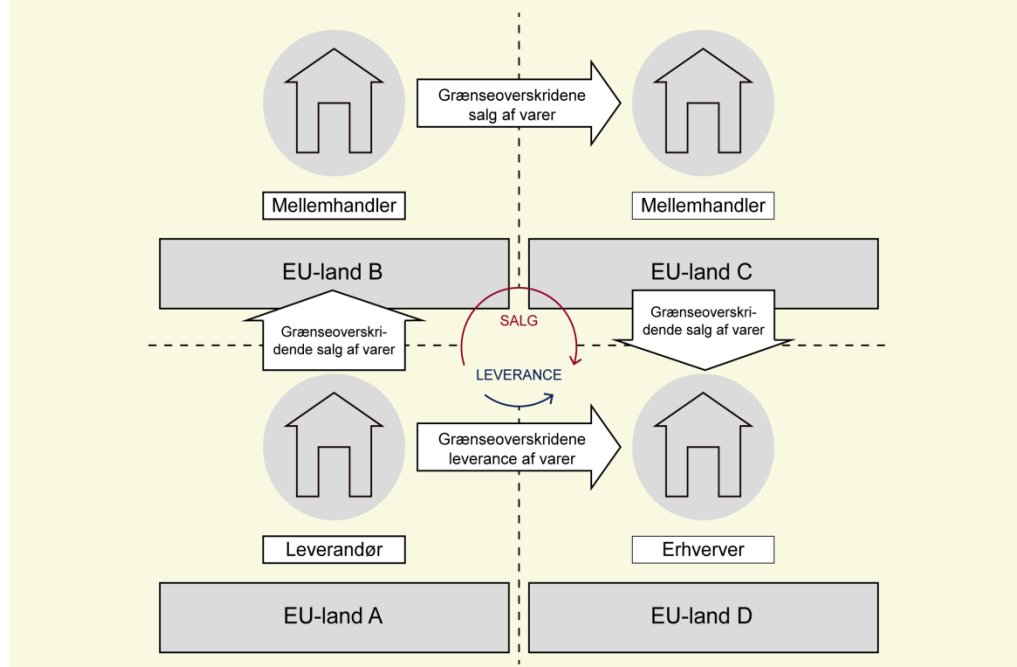 Grænseoverskridene
salg af varer
Mellemhandler
Mellemhandler
EU-land B
EU-land C
Grænseoverskri-
dende salg af varer
SALG
Grænseoverskri-
dende salg af varer
LEVERANCE
Grænseoverskridene
leverance af varer
Leverandør
Erhverver
EU-land A
EU-land D